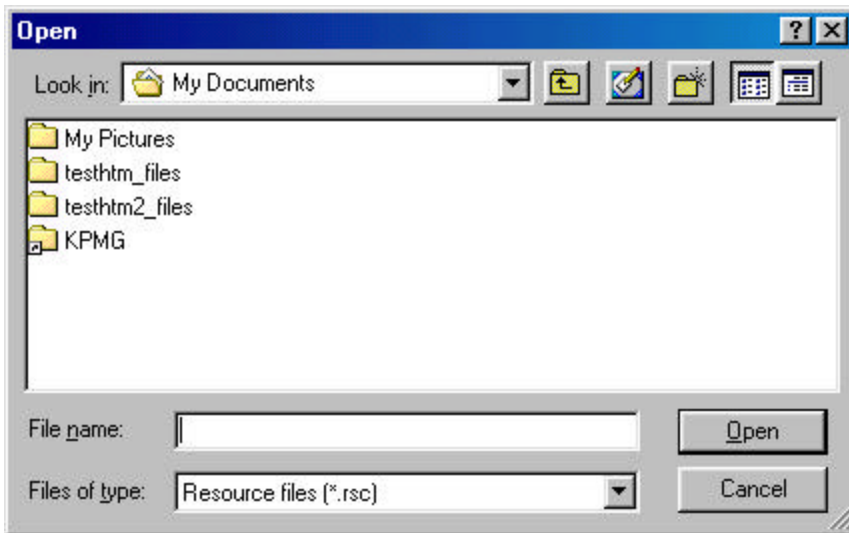 Open
Look in: My Documents
My Pictures
testhtm_files
testhtm2_files
KPMG
File name: Open
Files of type: Resource files (*.rsc) Cancel